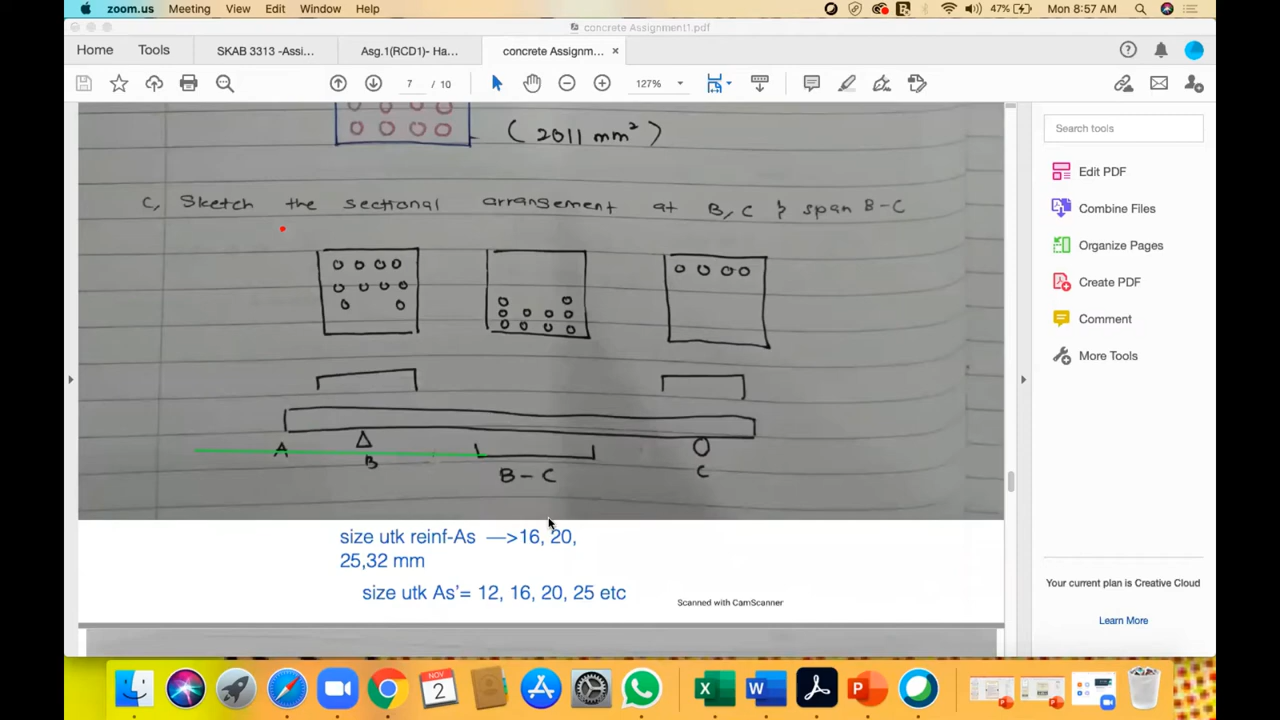 zoom.us Meeting View Edit Window Help 47% Mon 8:57 AM
concrete Assignment1.pdf
Home Tools SKAB 3313 -Assi... Asg.1(RCD1)- Ha... concrete Assignm... ×
7 / 10 127%
Search tools
Edit PDF
Combine Files
Organize Pages
Create PDF
Comment
More Tools
(2011 mm²)
C, Sketch the sectional arrangement at B, C & span B-C
A
B
B-C
C
size utk reinf-As —>16, 20,
25,32 mm
size utk As'= 12, 16, 20, 25 etc
Scanned with CamScanner
Your current plan is Creative Cloud
Learn More
NOV
2